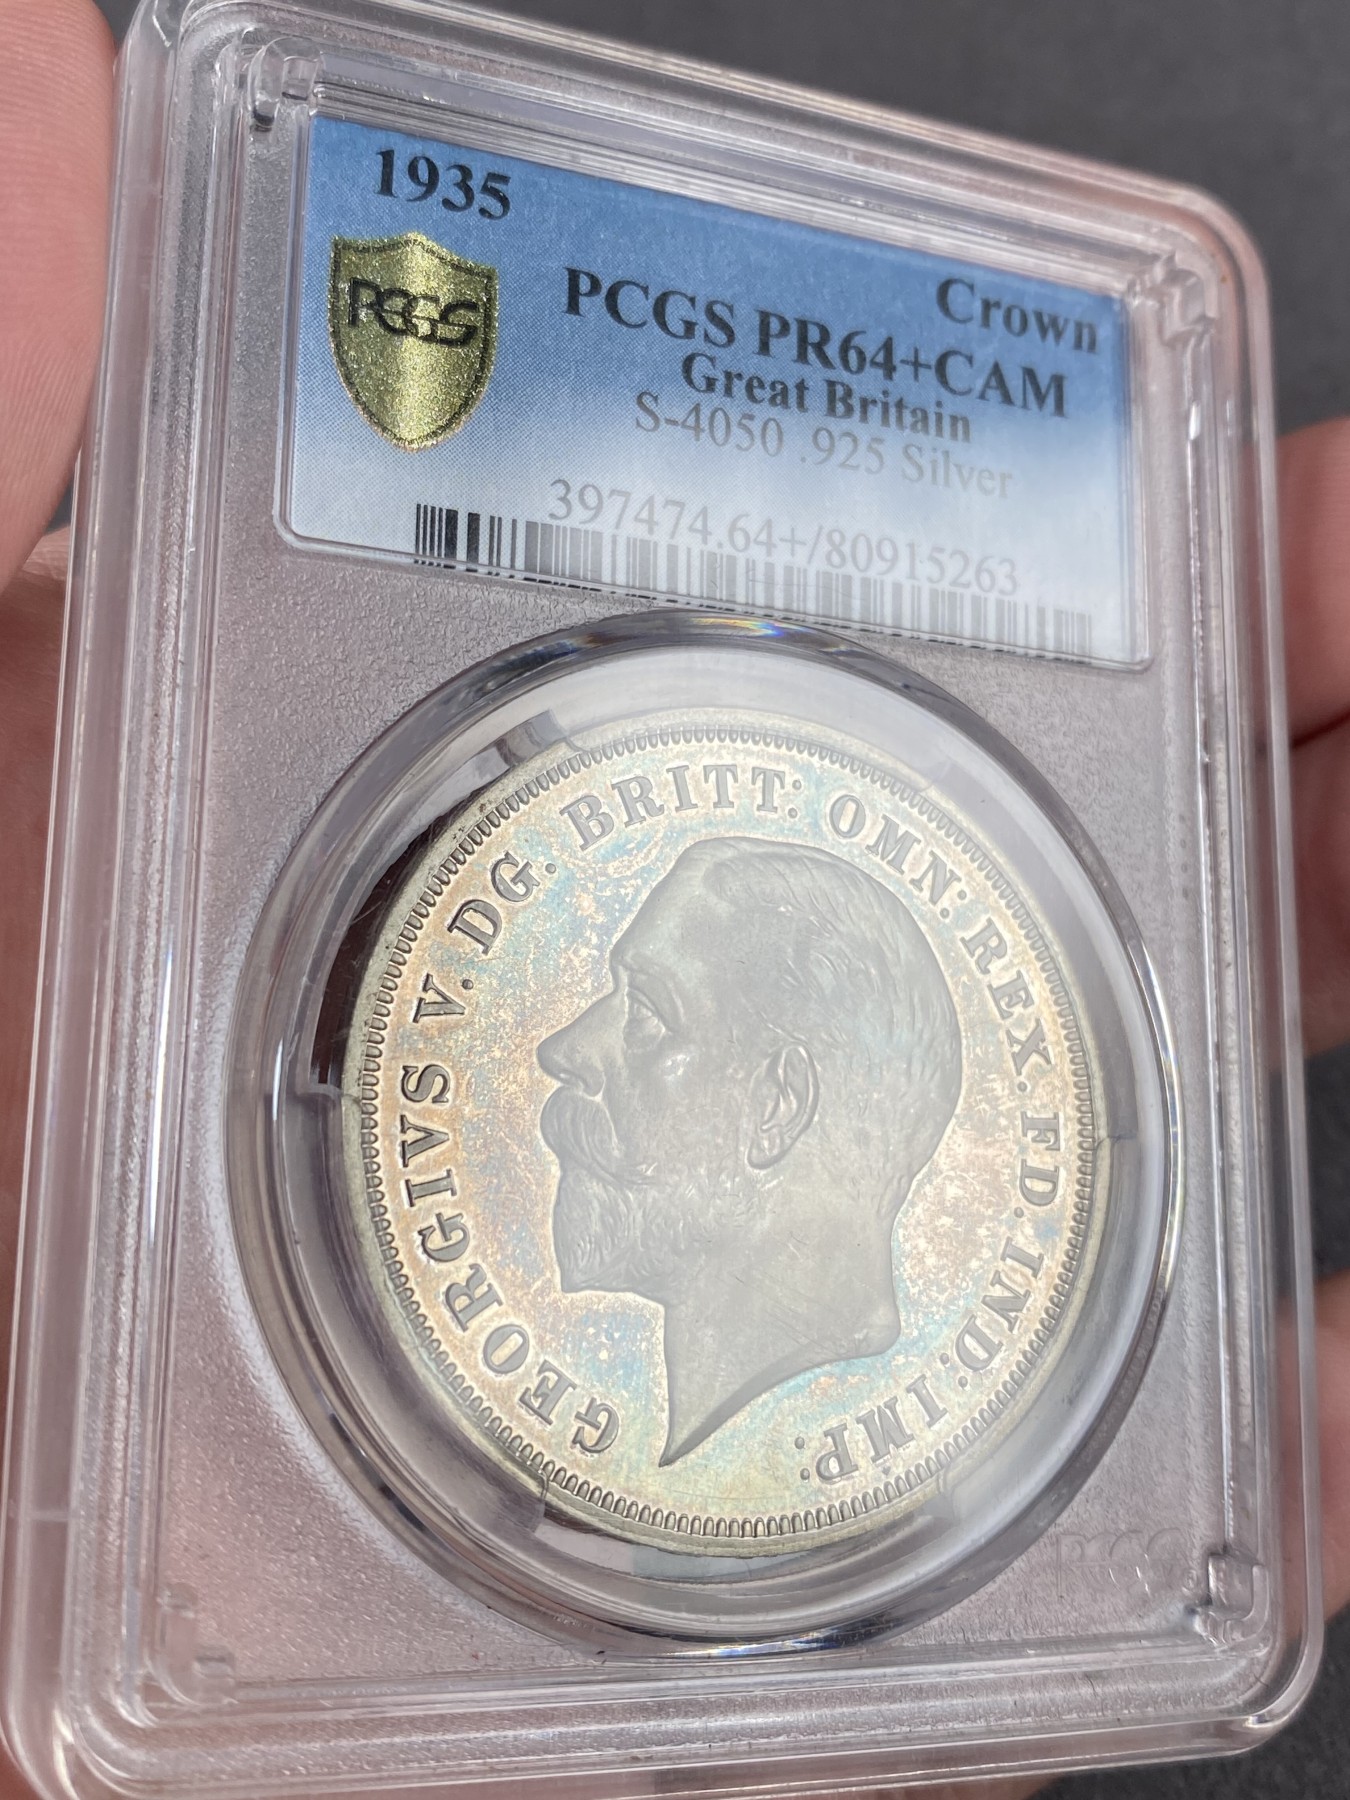 1935
Crown
PCGS
PCGS PR64+CAM
Great Britain
S-4050 .925 Silver
397474.64+/80915263
GEORGIVS V. DG. BRITT: OMN: REX. FD. IND: IMP:
PCGS